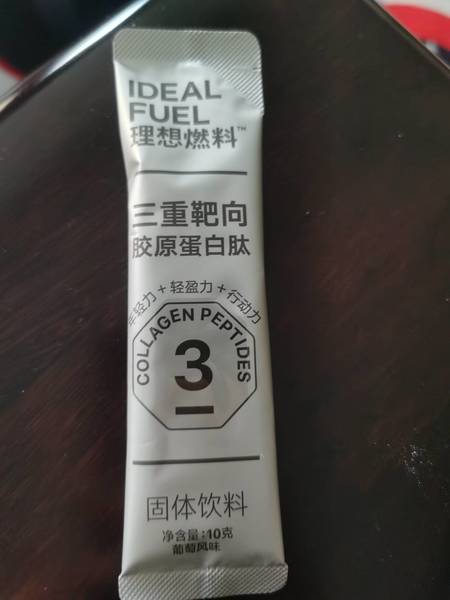 IDEAL
FUEL
理想燃料™
三重靶向
胶原蛋白肽
年轻力+轻盈力+行动力
COLLAGEN PEPTIDES
3
固体饮料
净含量:10克
葡萄风味